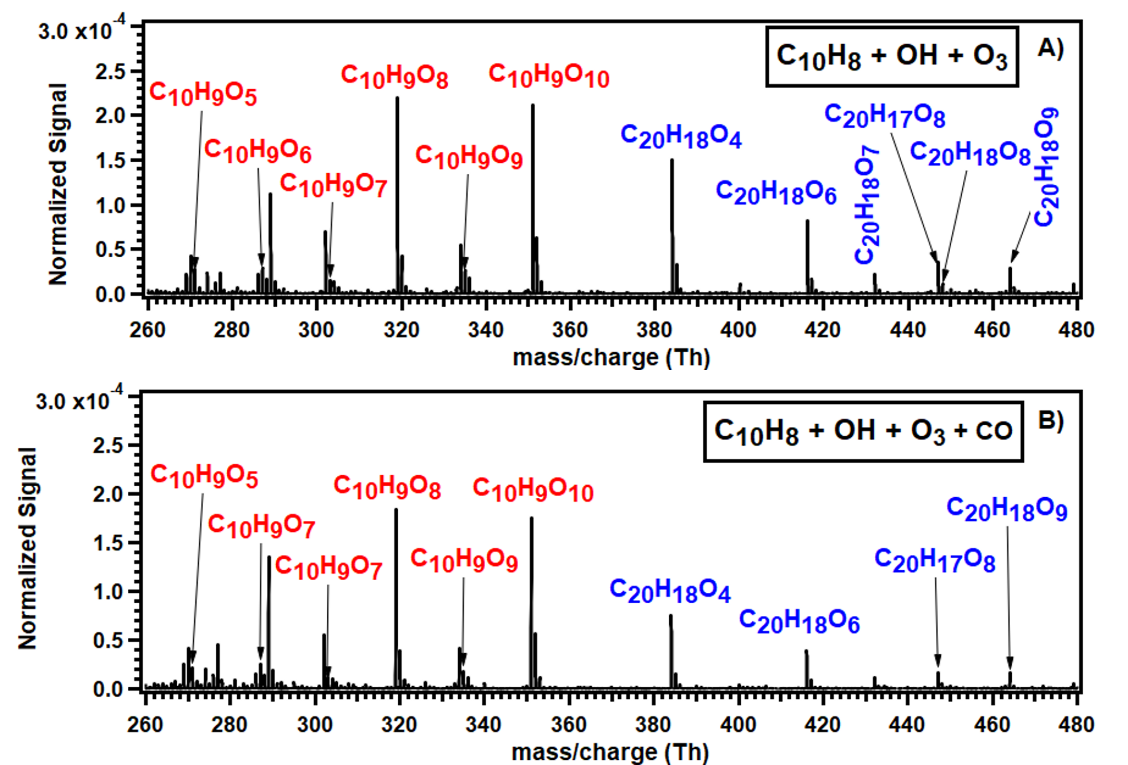 3.0 x10⁻⁴
2.5
2.0
1.5
1.0
0.5
0.0
Normalized Signal
C₁₀H₈ + OH + O₃
A)
C₁₀H₉O₅
C₁₀H₉O₆
C₁₀H₉O₇
C₁₀H₉O₈
C₁₀H₉O₉
C₁₀H₉O₁₀
C₂₀H₁₈O₄
C₂₀H₁₈O₆
C₂₀H₁₈O₇
C₂₀H₁₇O₈
C₂₀H₁₈O₈
C₂₀H₁₈O₉
260 280 300 320 340 360 380 400 420 440 460 480
mass/charge (Th)
3.0 x10⁻⁴
2.5
2.0
1.5
1.0
0.5
0.0
Normalized Signal
C₁₀H₈ + OH + O₃ + CO
B)
C₁₀H₉O₅
C₁₀H₉O₇
C₁₀H₉O₇
C₁₀H₉O₈
C₁₀H₉O₉
C₁₀H₉O₁₀
C₂₀H₁₈O₄
C₂₀H₁₈O₆
C₂₀H₁₇O₈
C₂₀H₁₈O₉
260 280 300 320 340 360 380 400 420 440 460 480
mass/charge (Th)